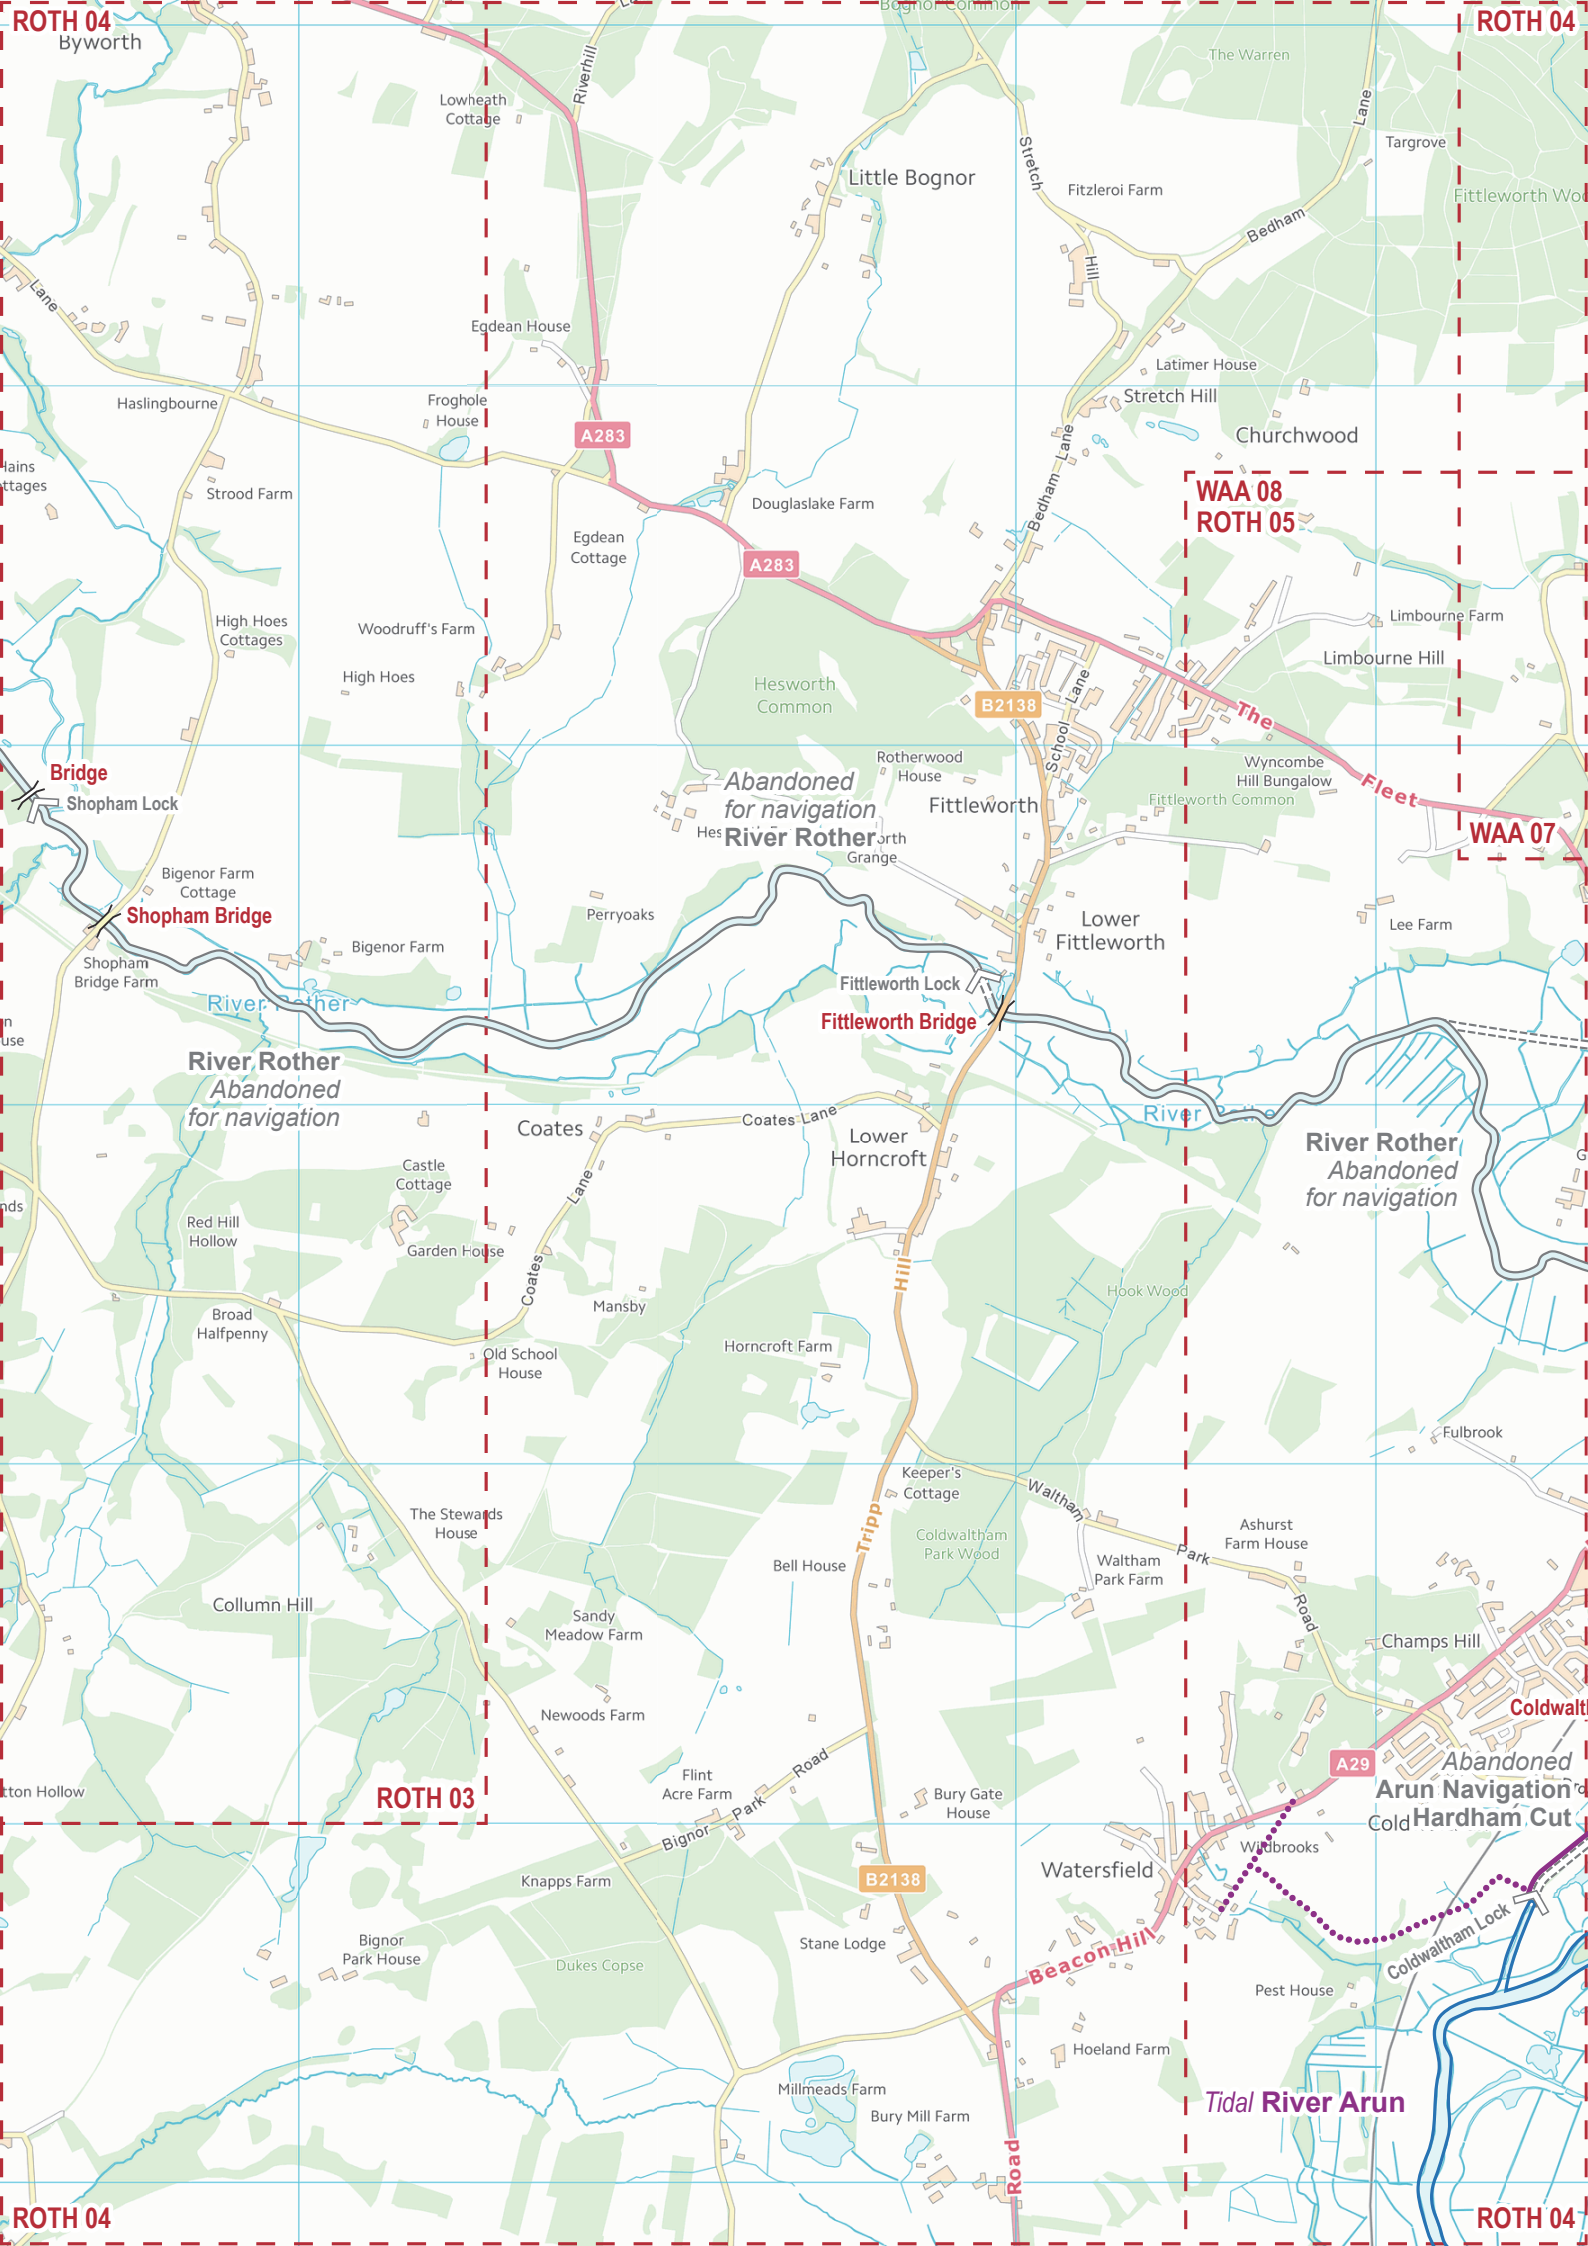 ROTH 04
ROTH 04
Byworth
Bognor Common
The Warren
Riverhill
Lowheath
Cottage
Lane
Targrove
Stretch
Little Bognor
Fitzleroi Farm
Fittleworth
Bedham
Hill
Lane
Egdean House
Latimer House
Stretch Hill
Haslingbourne
Froghole
House
A283
Churchwood
Bedham Lane
WAA 08
ROTH 05
Strood Farm
Douglaslake Farm
Egdean
Cottage
A283
High Hoes
Cottages
Woodruff's Farm
Limbourne Farm
Limbourne Hill
High Hoes
Hesworth
Common
B2138
School Lane
The
Fleet
Bridge
Shopham Lock
Rotherwood
House
Wyncombe
Hill Bungalow
Fittleworth Common
Fittleworth
Abandoned
for navigation
River Rother
Grange
WAA 07
Bigenor Farm
Cottage
Shopham Bridge
Perryoaks
Lower
Fittleworth
Lee Farm
Bigenor Farm
Shopham
Bridge Farm
Fittleworth Lock
Fittleworth Bridge
River Rother
River Rother
Abandoned
for navigation
River Rother
River Rother
Abandoned
for navigation
Coates
Coates Lane
Lower
Horncroft
Castle
Cottage
Coates Lane
Red Hill
Hollow
Garden House
Hill
Hook Wood
Mansby
Broad
Halfpenny
Horncroft Farm
Old School
House
Fulbrook
Keeper's
Cottage
Waltham
Park
Road
The Stewards
House
Tripp
Coldwaltham
Park Wood
Ashurst
Farm House
Bell House
Waltham
Park Farm
Collumn Hill
Sandy
Meadow Farm
Champs Hill
Newoods Farm
Coldwalt
A29
Abandoned
Arun Navigation
Hardham Cut
Cold
Flint
Acre Farm
Bignor Park Road
Bury Gate
House
ROTH 03
Wildbrooks
Watersfield
Knapps Farm
B2138
Coldwaltham Lock
Bignor
Park House
Stane Lodge
Dukes Copse
Beacon Hill
Pest House
Hoeland Farm
Millmeads Farm
Bury Mill Farm
Tidal River Arun
Road
ROTH 04
ROTH 04